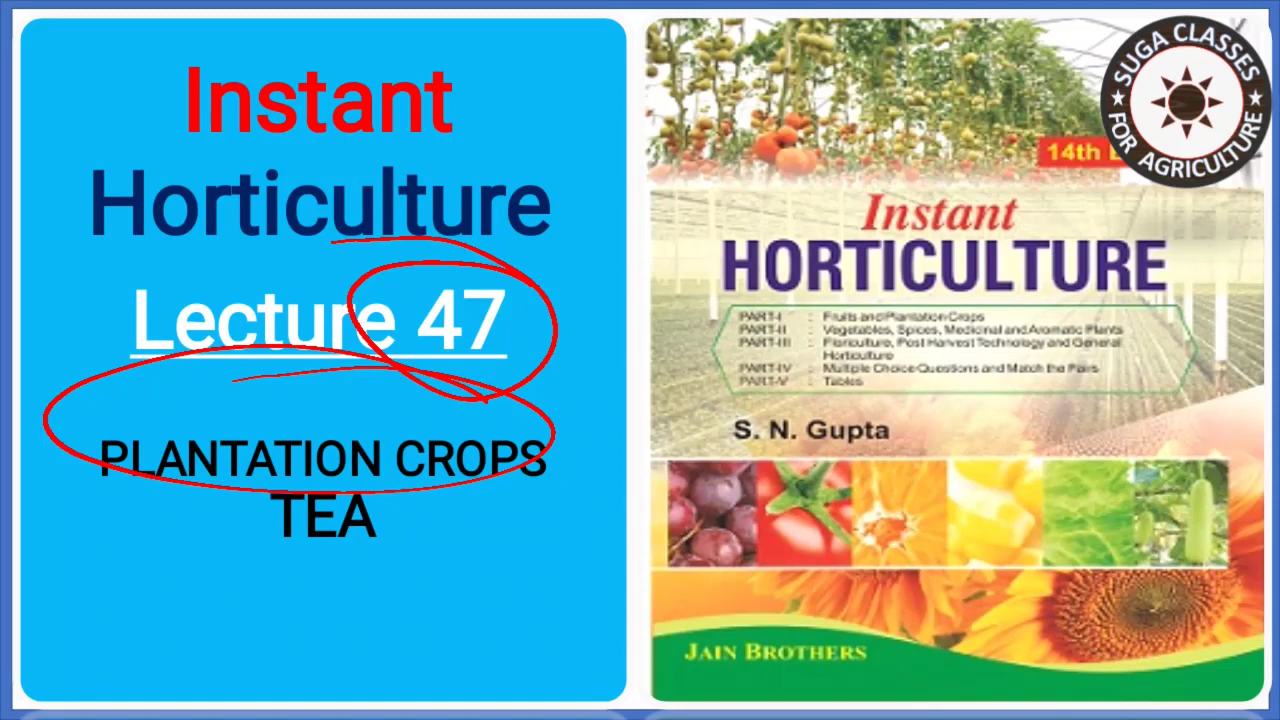 Instant
Horticulture
Lecture 47
PLANTATION CROPS
TEA
SUGA CLASSES
FOR AGRICULTURE
14th
Instant
HORTICULTURE
PART-I : Fruits and Plantation Crops
PART-II : Vegetables, Spices, Medicinal and Aromatic Plants
PART-III : Floriculture, Post Harvest Technology and General
Horticulture
PART-IV : Multiple Choice Questions and Match the Pairs
PART-V : Tables
S. N. Gupta
JAIN BROTHERS